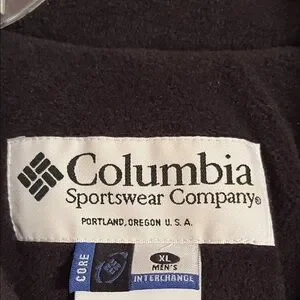 Columbia
Sportswear Company®
PORTLAND, OREGON U.S.A.
CORE
XL
MEN'S
INTERCHANGE